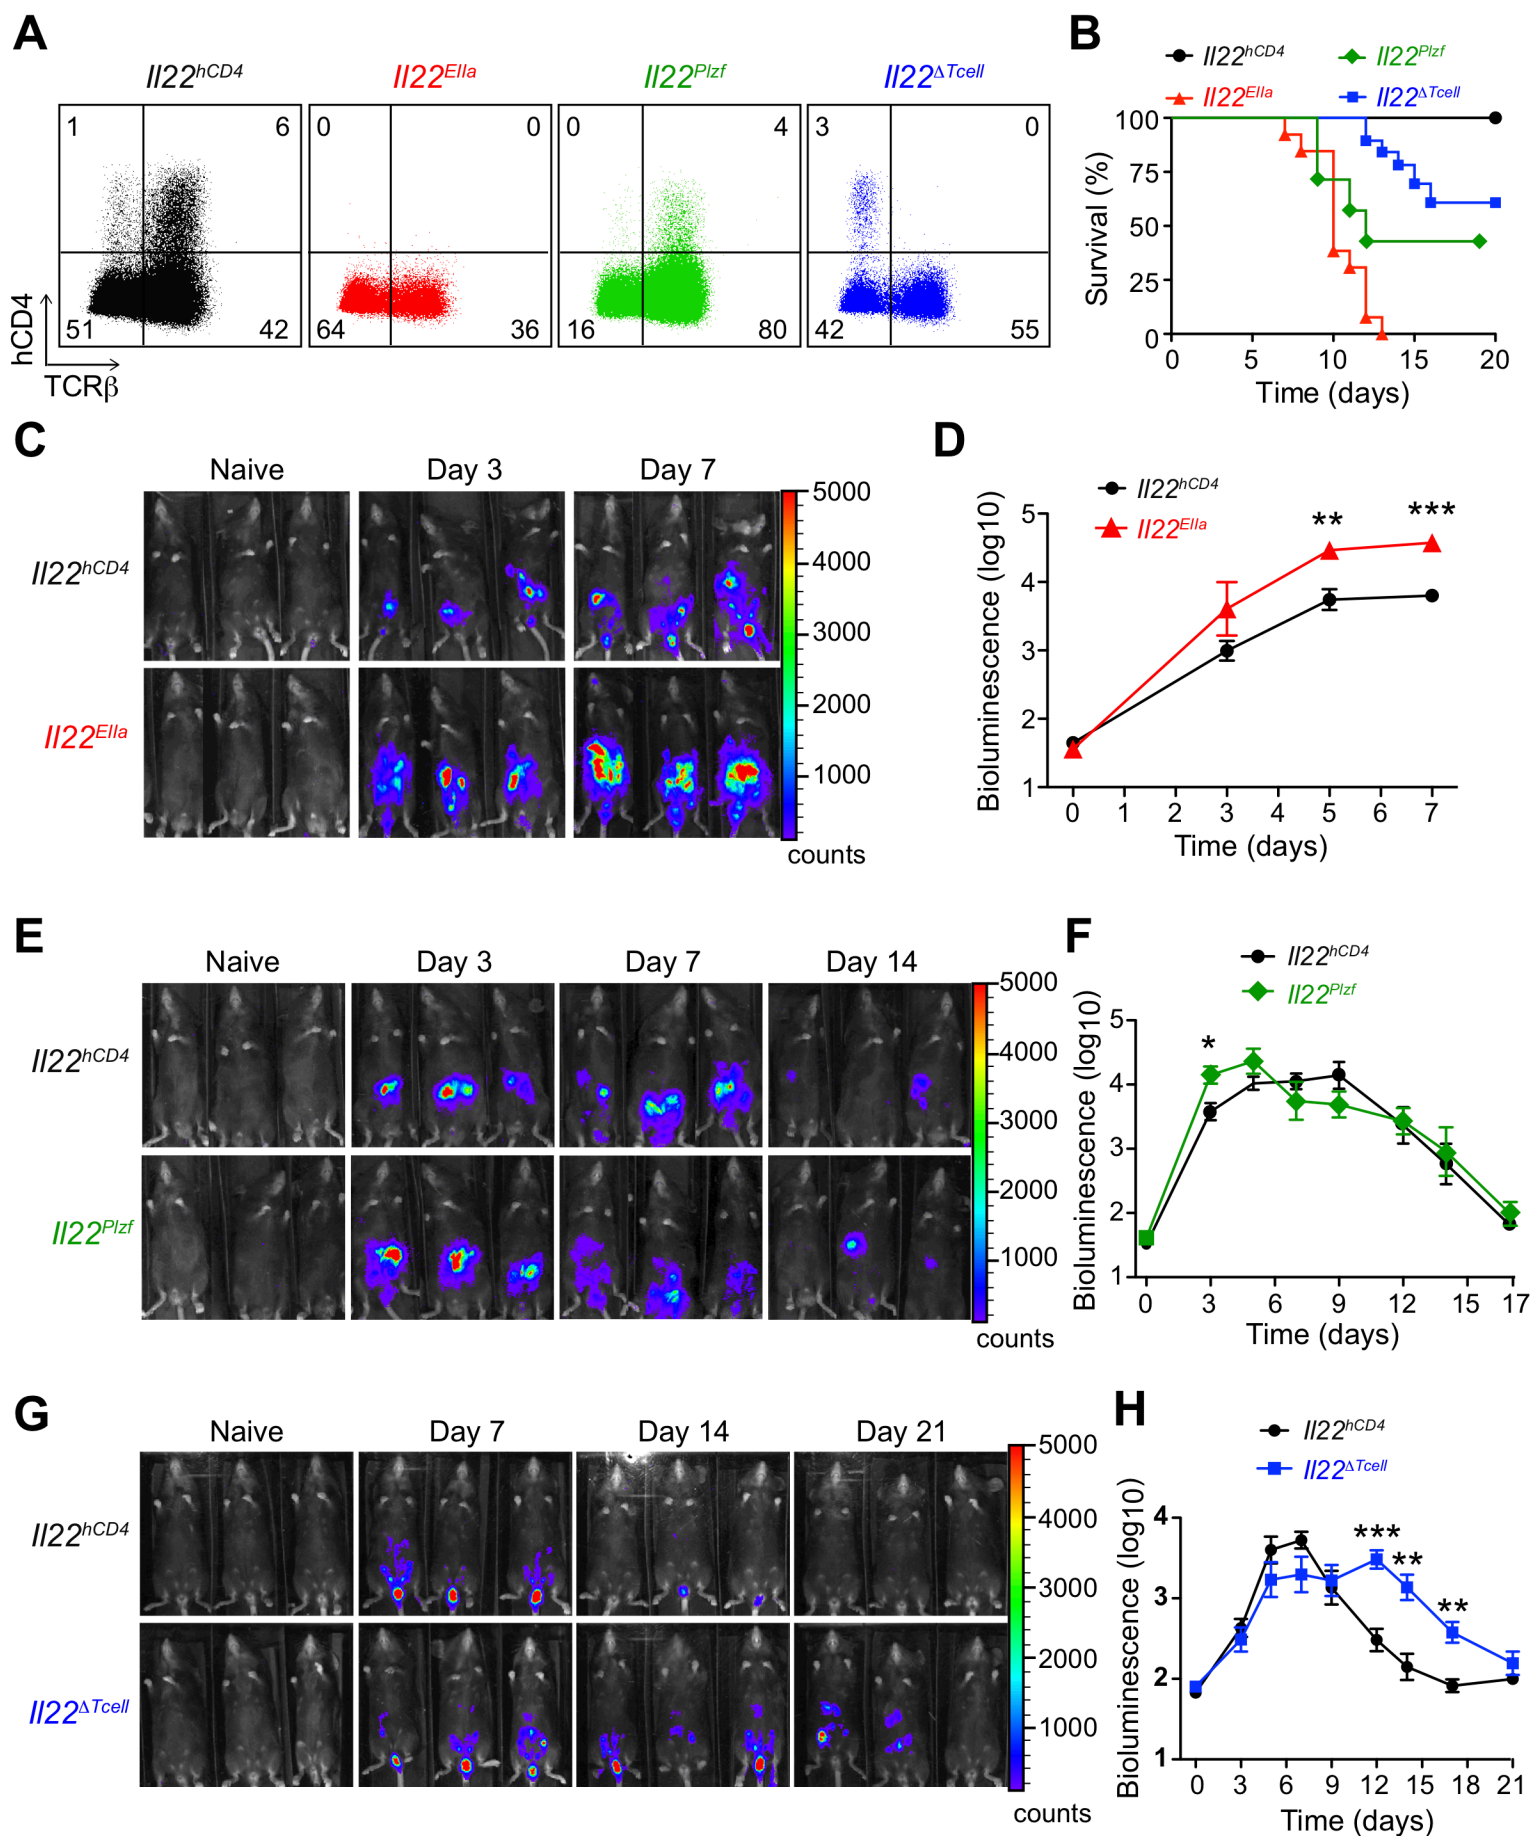 A
Il22hCD4 Il22EIIa Il22Plzf Il22ΔTcell
1 6 0 0 0 4 3 0
51 42 64 36 16 80 42 55
hCD4
TCRβ
B
Il22hCD4 Il22Plzf
Il22EIIa Il22ΔTcell
100
75
50
25
0
Survival (%)
0 5 10 15 20
Time (days)
C
Naive Day 3 Day 7
Il22hCD4
Il22EIIa
5000
4000
3000
2000
1000
counts
D
Il22hCD4
Il22EIIa
** ***
5
4
3
2
1
Bioluminescence (log10)
0 1 2 3 4 5 6 7
Time (days)
E
Naive Day 3 Day 7 Day 14
Il22hCD4
Il22Plzf
5000
4000
3000
2000
1000
counts
F
Il22hCD4
Il22Plzf
*
5
4
3
2
1
Bioluminescence (log10)
0 3 6 9 12 15 17
Time (days)
G
Naive Day 7 Day 14 Day 21
Il22hCD4
Il22ΔTcell
5000
4000
3000
2000
1000
counts
H
Il22hCD4
Il22ΔTcell
*** ** **
4
3
2
1
Bioluminescence (log10)
0 3 6 9 12 15 18 21
Time (days)